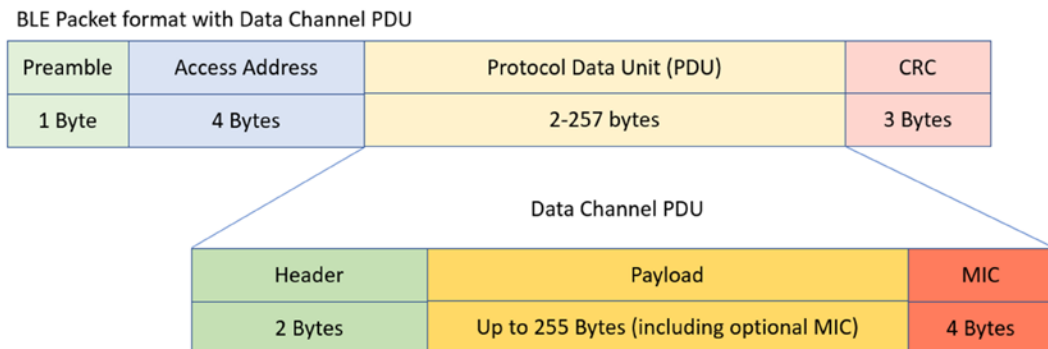 BLE Packet format with Data Channel PDU
Preamble Access Address Protocol Data Unit (PDU) CRC
1 Byte 4 Bytes 2-257 bytes 3 Bytes
Data Channel PDU
Header Payload MIC
2 Bytes Up to 255 Bytes (including optional MIC) 4 Bytes